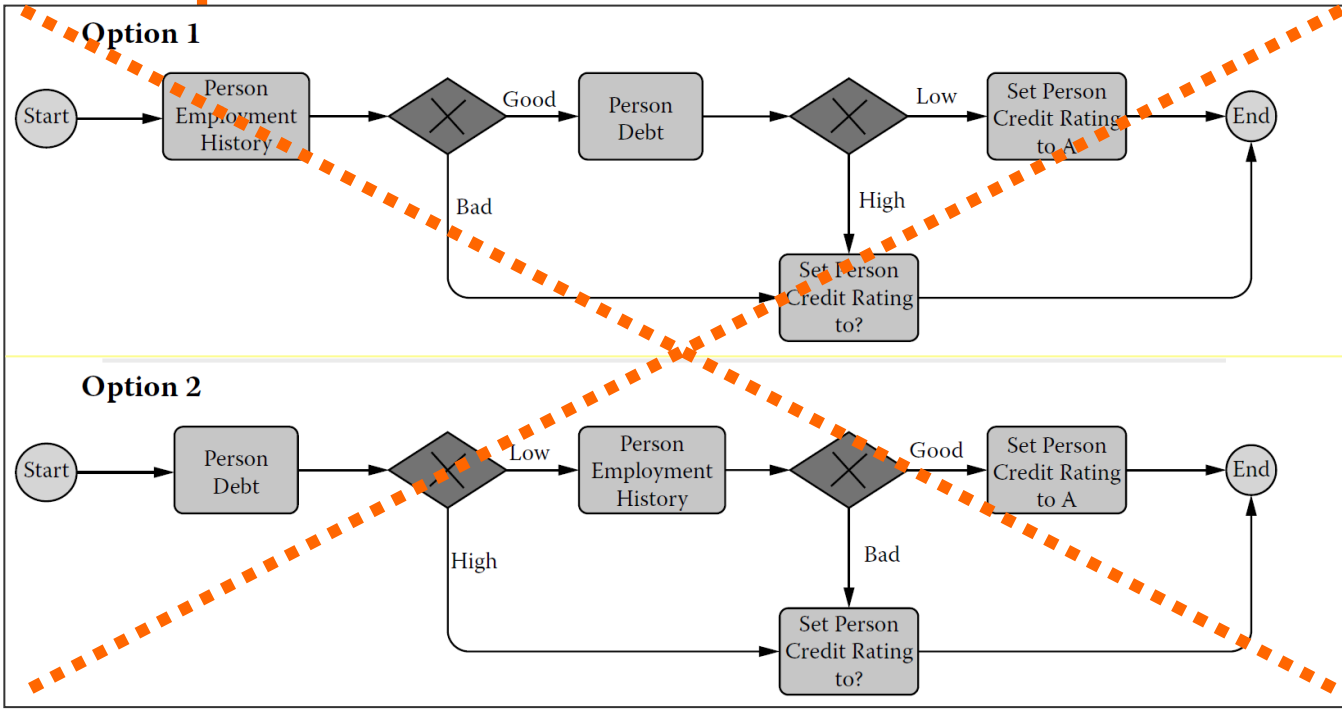 Option 1
Start
Person
Employment
History
Good
Bad
Person
Debt
Low
High
Set Person
Credit Rating
to A
Set Person
Credit Rating
to?
End
Option 2
Start
Person
Debt
Low
High
Person
Employment
History
Good
Bad
Set Person
Credit Rating
to A
Set Person
Credit Rating
to?
End